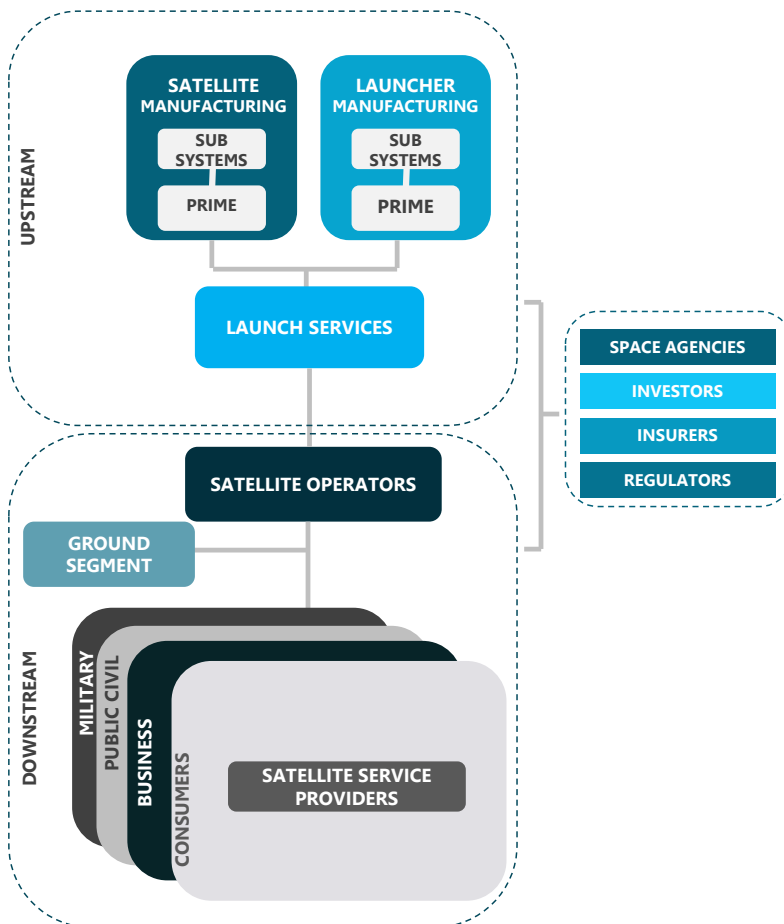 UPSTREAM
SATELLITE
MANUFACTURING
SUB
SYSTEMS
PRIME
LAUNCHER
MANUFACTURING
SUB
SYSTEMS
PRIME
LAUNCH SERVICES
SPACE AGENCIES
INVESTORS
INSURERS
REGULATORS
DOWNSTREAM
SATELLITE OPERATORS
GROUND
SEGMENT
MILITARY
PUBLIC CIVIL
BUSINESS
CONSUMERS
SATELLITE SERVICE
PROVIDERS